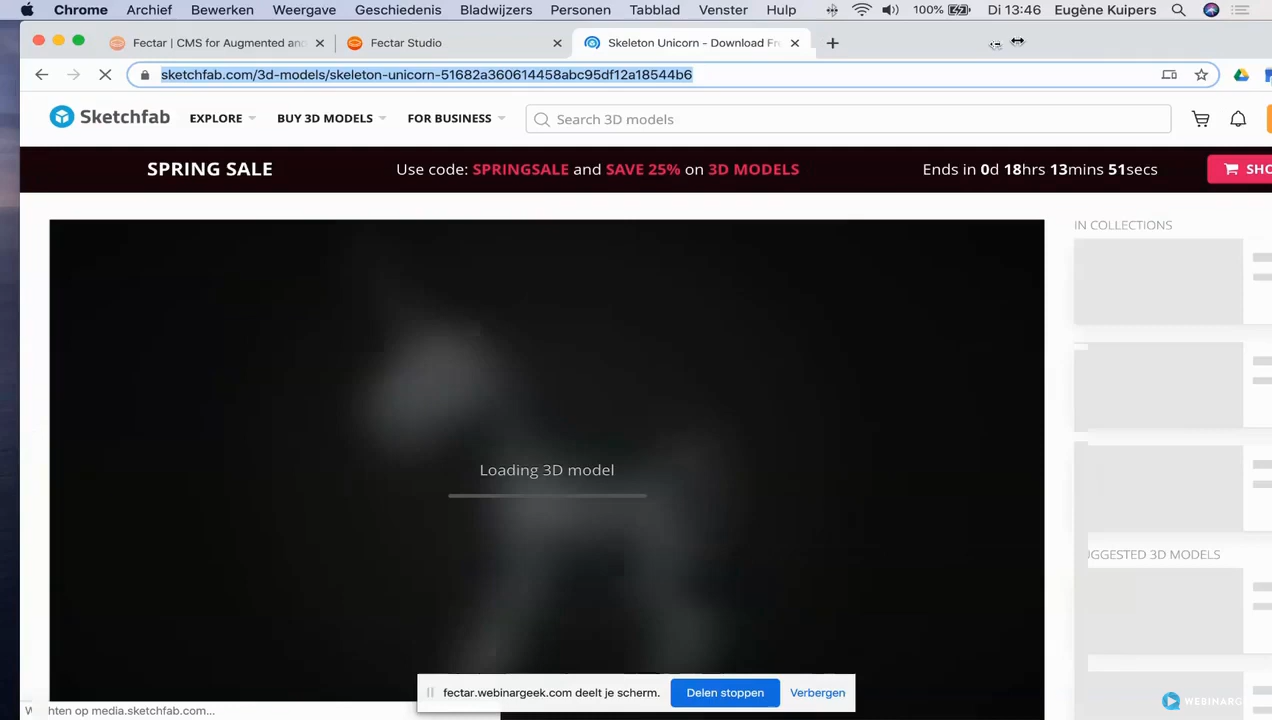 Chrome Archief Bewerken Weergave Geschiedenis Bladwijzers Personen Tabblad Venster Hulp 100% Di 13:46 Eugène Kuipers
Fectar | CMS for Augmented and
Fectar Studio
Skeleton Unicorn - Download Fr
sketchfab.com/3d-models/skeleton-unicorn-51682a360614458abc95df12a18544b6
Sketchfab EXPLORE BUY 3D MODELS FOR BUSINESS Search 3D models
SPRING SALE Use code: SPRINGSALE and SAVE 25% on 3D MODELS Ends in 0d 18hrs 13mins 51secs SHO
IN COLLECTIONS
Loading 3D model
UGGESTED 3D MODELS
fectar.webinargeek.com deelt je scherm. Delen stoppen Verbergen
hten op media.sketchfab.com...
WEBINARG